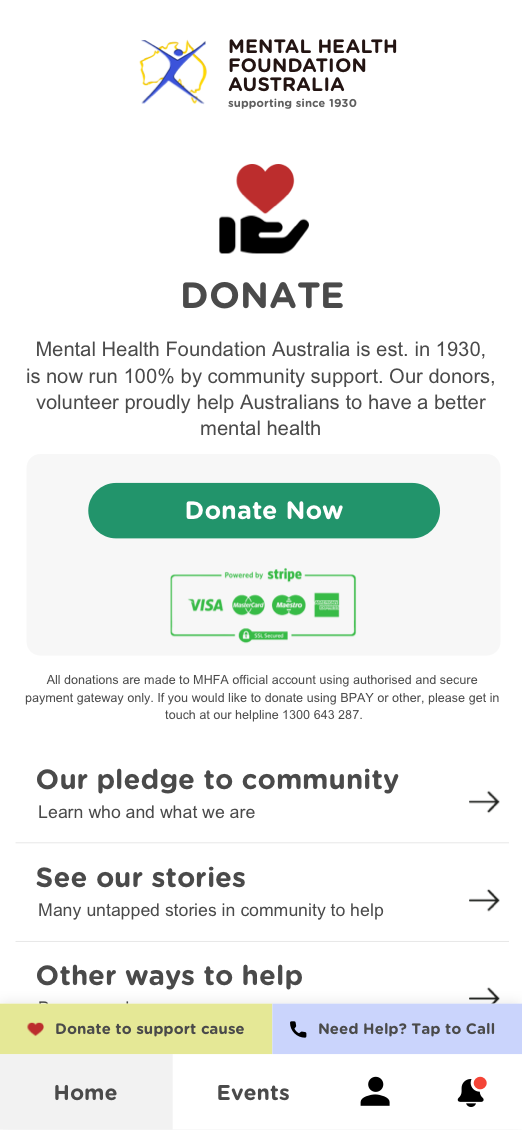 MENTAL HEALTH
FOUNDATION
AUSTRALIA
supporting since 1930
DONATE
Mental Health Foundation Australia is est. in 1930,
is now run 100% by community support. Our donors,
volunteer proudly help Australians to have a better
mental health
Donate Now
Powered by stripe
VISA MasterCard Maestro
SSL Secured
All donations are made to MHFA official account using authorised and secure
payment gateway only. If you would like to donate using BPAY or other, please get in
touch at our helpline 1300 643 287.
Our pledge to community
Learn who and what we are
See our stories
Many untapped stories in community to help
Other ways to help
Donate to support cause
Need Help? Tap to Call
Home
Events